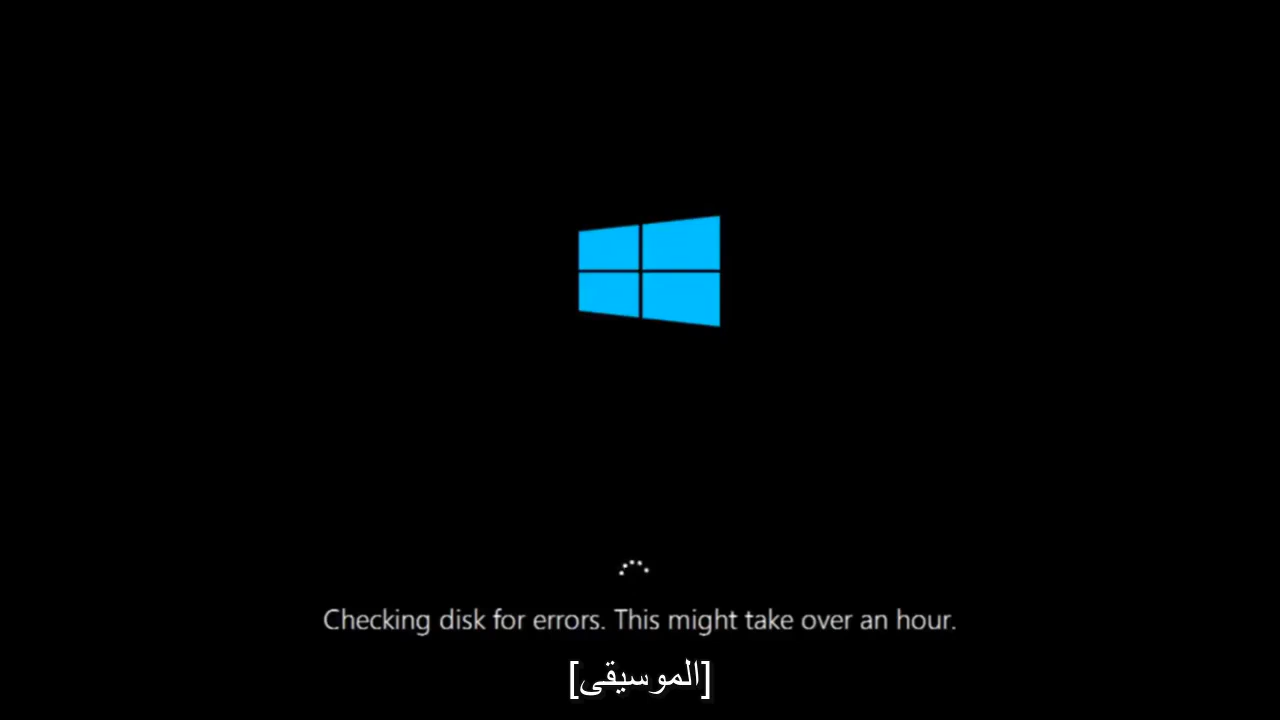 Checking disk for errors. This might take over an hour.
[الموسيقى]